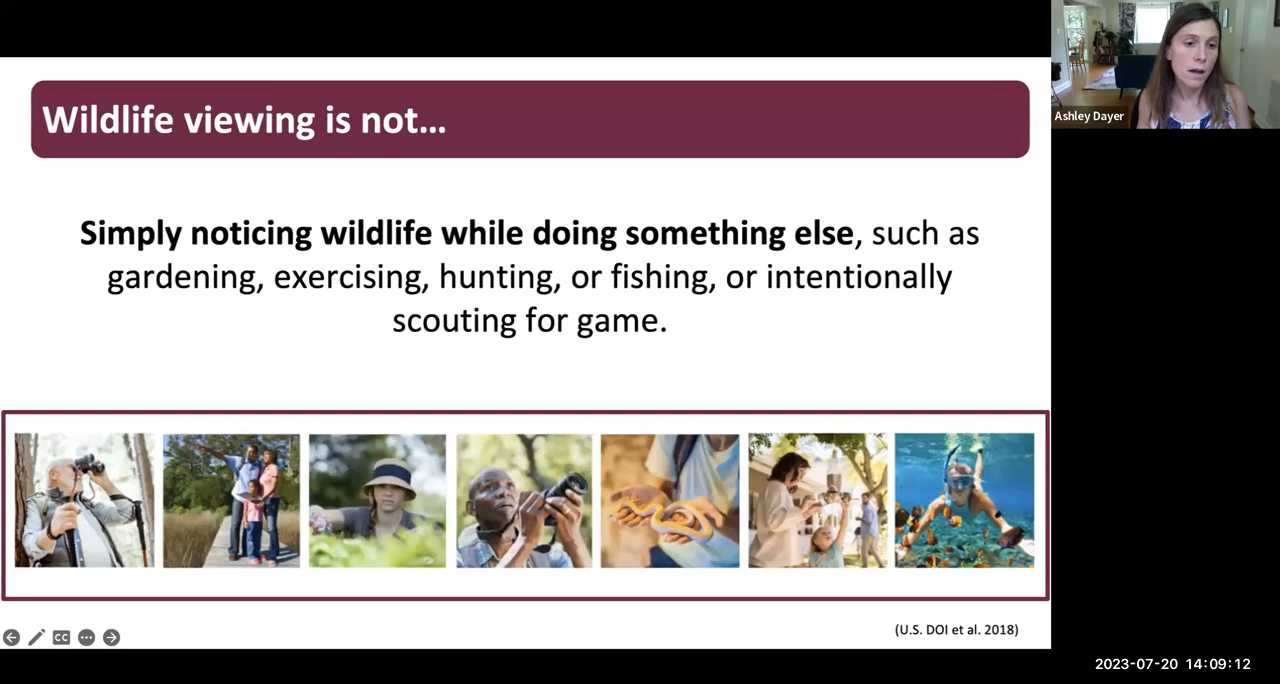 Wildlife viewing is not...
Ashley Dayer
Simply noticing wildlife while doing something else, such as
gardening, exercising, hunting, or fishing, or intentionally
scouting for game.
(U.S. DOI et al. 2018)
CC
2023-07-20 14:09:12